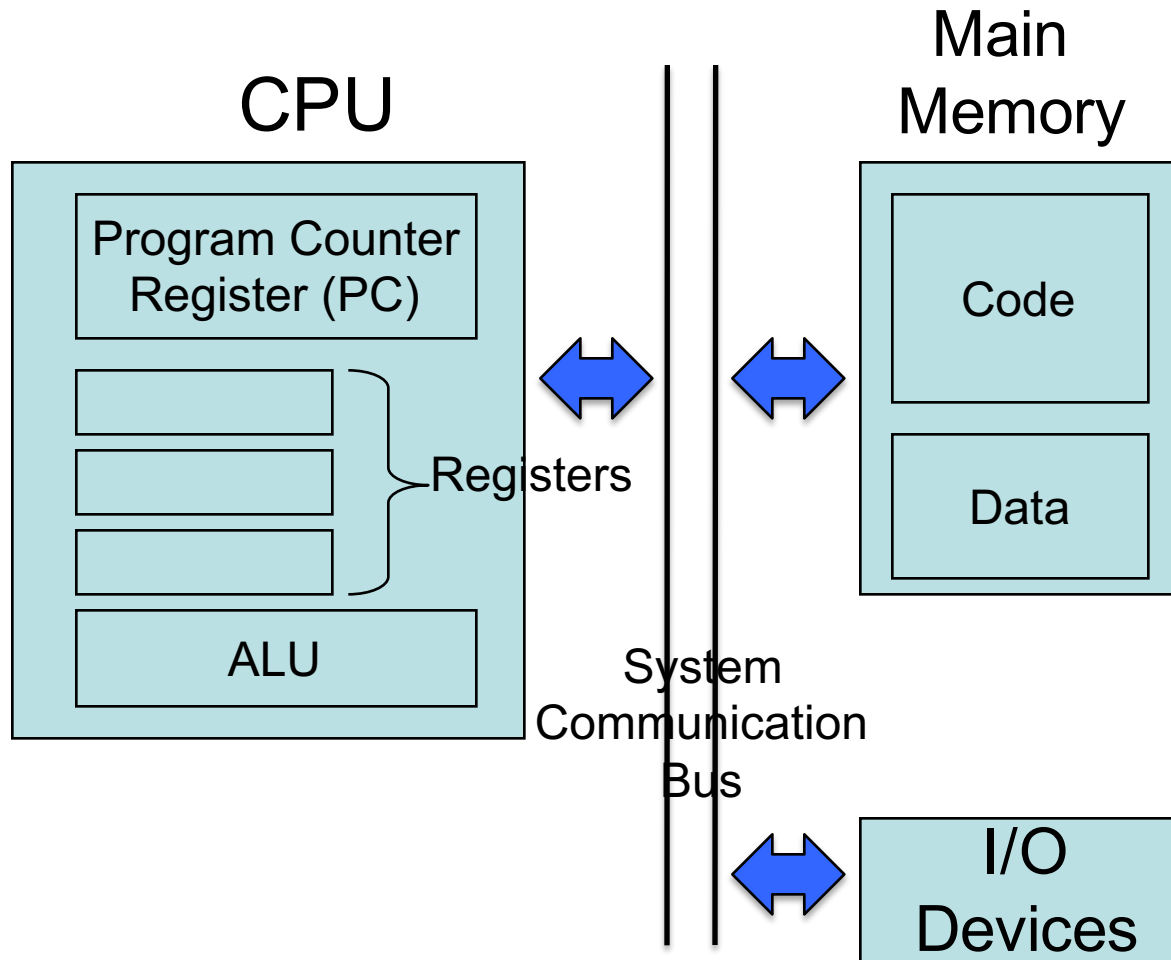 CPU
Program Counter
Register (PC)
Registers
ALU
System
Communication
Bus
Main
Memory
Code
Data
I/O
Devices